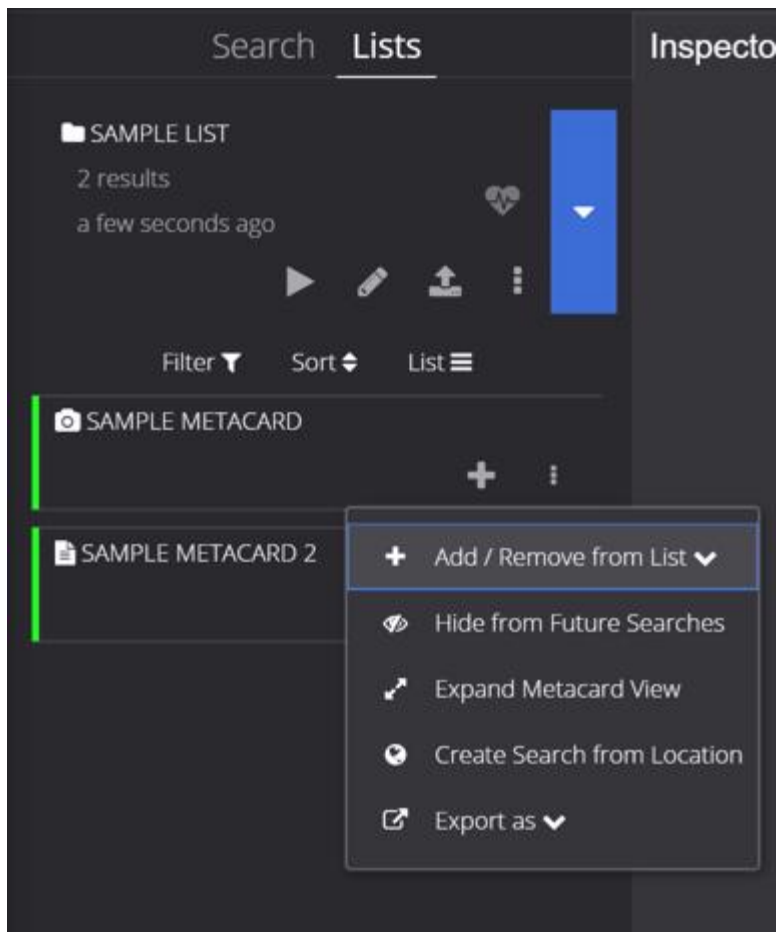 Search Lists
Inspecto
SAMPLE LIST
2 results
a few seconds ago
Filter Sort List
SAMPLE METACARD
SAMPLE METACARD 2
Add / Remove from List
Hide from Future Searches
Expand Metacard View
Create Search from Location
Export as